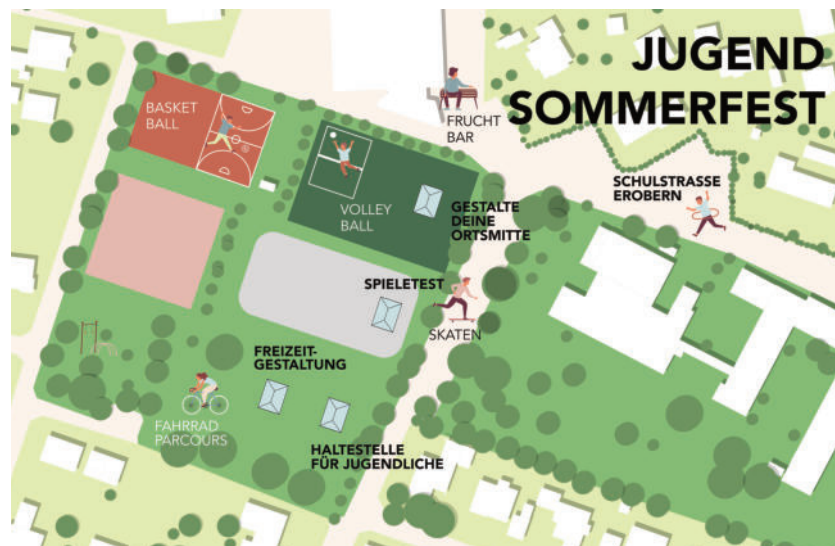 JUGEND
SOMMERFEST
BASKET
BALL
FRUCHT
BAR
SCHULSTRASSE
EROBERN
VOLLEY
BALL
GESTALTE
DEINE
ORTSMITTE
SPIELETEST
SKATEN
FREIZEIT-
GESTALTUNG
FAHRRAD
PARCOURS
HALTESTELLE
FÜR JUGENDLICHE